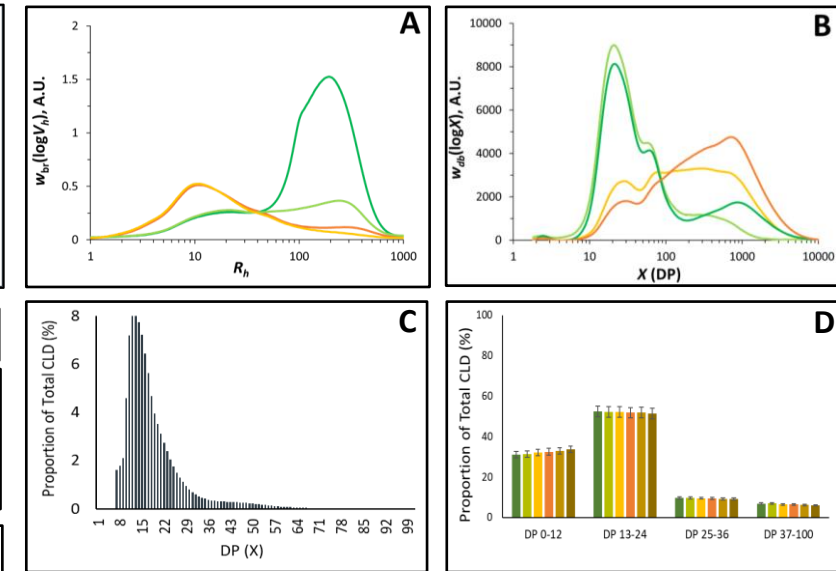 A
2
1.5
1
0.5
0
1 10 100 1000
w_br(logV_h), A.U.
R_h
B
10000
8000
6000
4000
2000
0
1 10 100 1000 10000
w_db(logX), A.U.
X (DP)
C
8
6
4
2
0
1 8 15 22 29 36 43 50 57 64 71 78 85 92 99
Proportion of Total CLD (%)
DP (X)
D
100
80
60
40
20
0
DP 0-12 DP 13-24 DP 25-36 DP 37-100
Proportion of Total CLD (%)